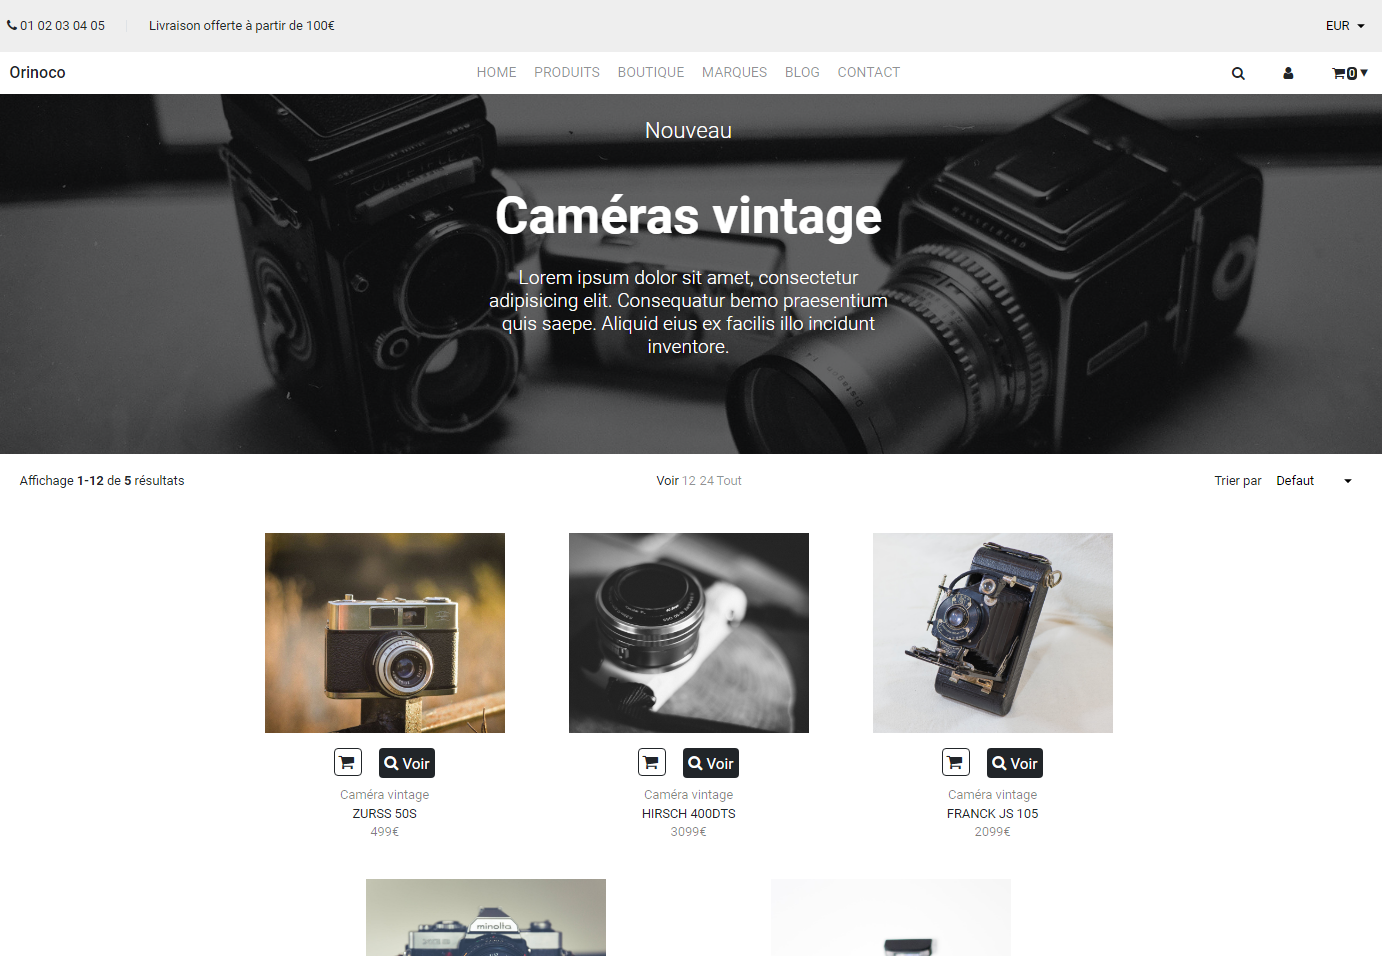 01 02 03 04 05
Livraison offerte à partir de 100€
EUR
Orinoco
HOME PRODUITS BOUTIQUE MARQUES BLOG CONTACT
0
Nouveau
Caméras vintage
Lorem ipsum dolor sit amet, consectetur
adipisicing elit. Consequatur bemo praesentium
quis saepe. Aliquid eius ex facilis illo incidunt
inventore.
HASSELBLAD
Affichage 1-12 de 5 résultats
Voir 12 24 Tout
Trier par Defaut
Voir
Voir
Voir
Caméra vintage
ZURSS 50S
499€
Caméra vintage
HIRSCH 400DTS
3099€
Caméra vintage
FRANCK JS 105
2099€
minolta